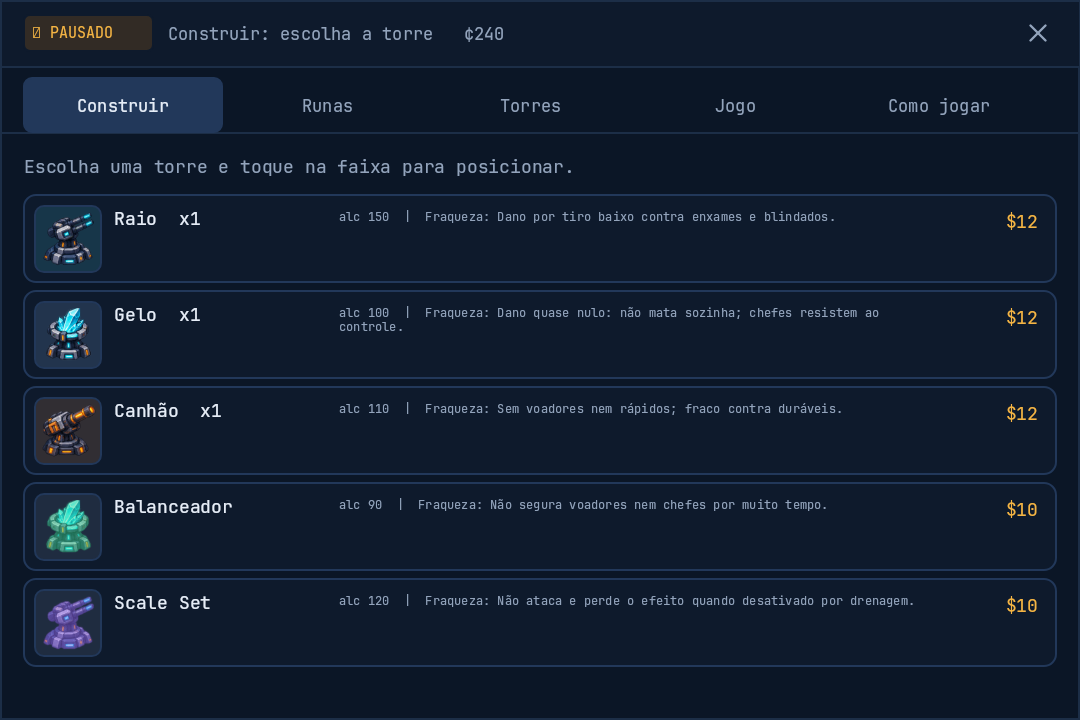 PAUSADO Construir: escolha a torre $240
Construir Runas Torres Jogo Como jogar
Escolha uma torre e toque na faixa para posicionar.
Raio x1 alc 150 | Fraqueza: Dano por tiro baixo contra enxames e blindados. $12
Gelo x1 alc 100 | Fraqueza: Dano quase nulo: não mata sozinha; chefes resistem ao $12
controle.
Canhão x1 alc 110 | Fraqueza: Sem voadores nem rápidos; fraco contra duráveis. $12
Balanceador alc 90 | Fraqueza: Não segura voadores nem chefes por muito tempo. $10
Scale Set alc 120 | Fraqueza: Não ataca e perde o efeito quando desativado por drenagem. $10